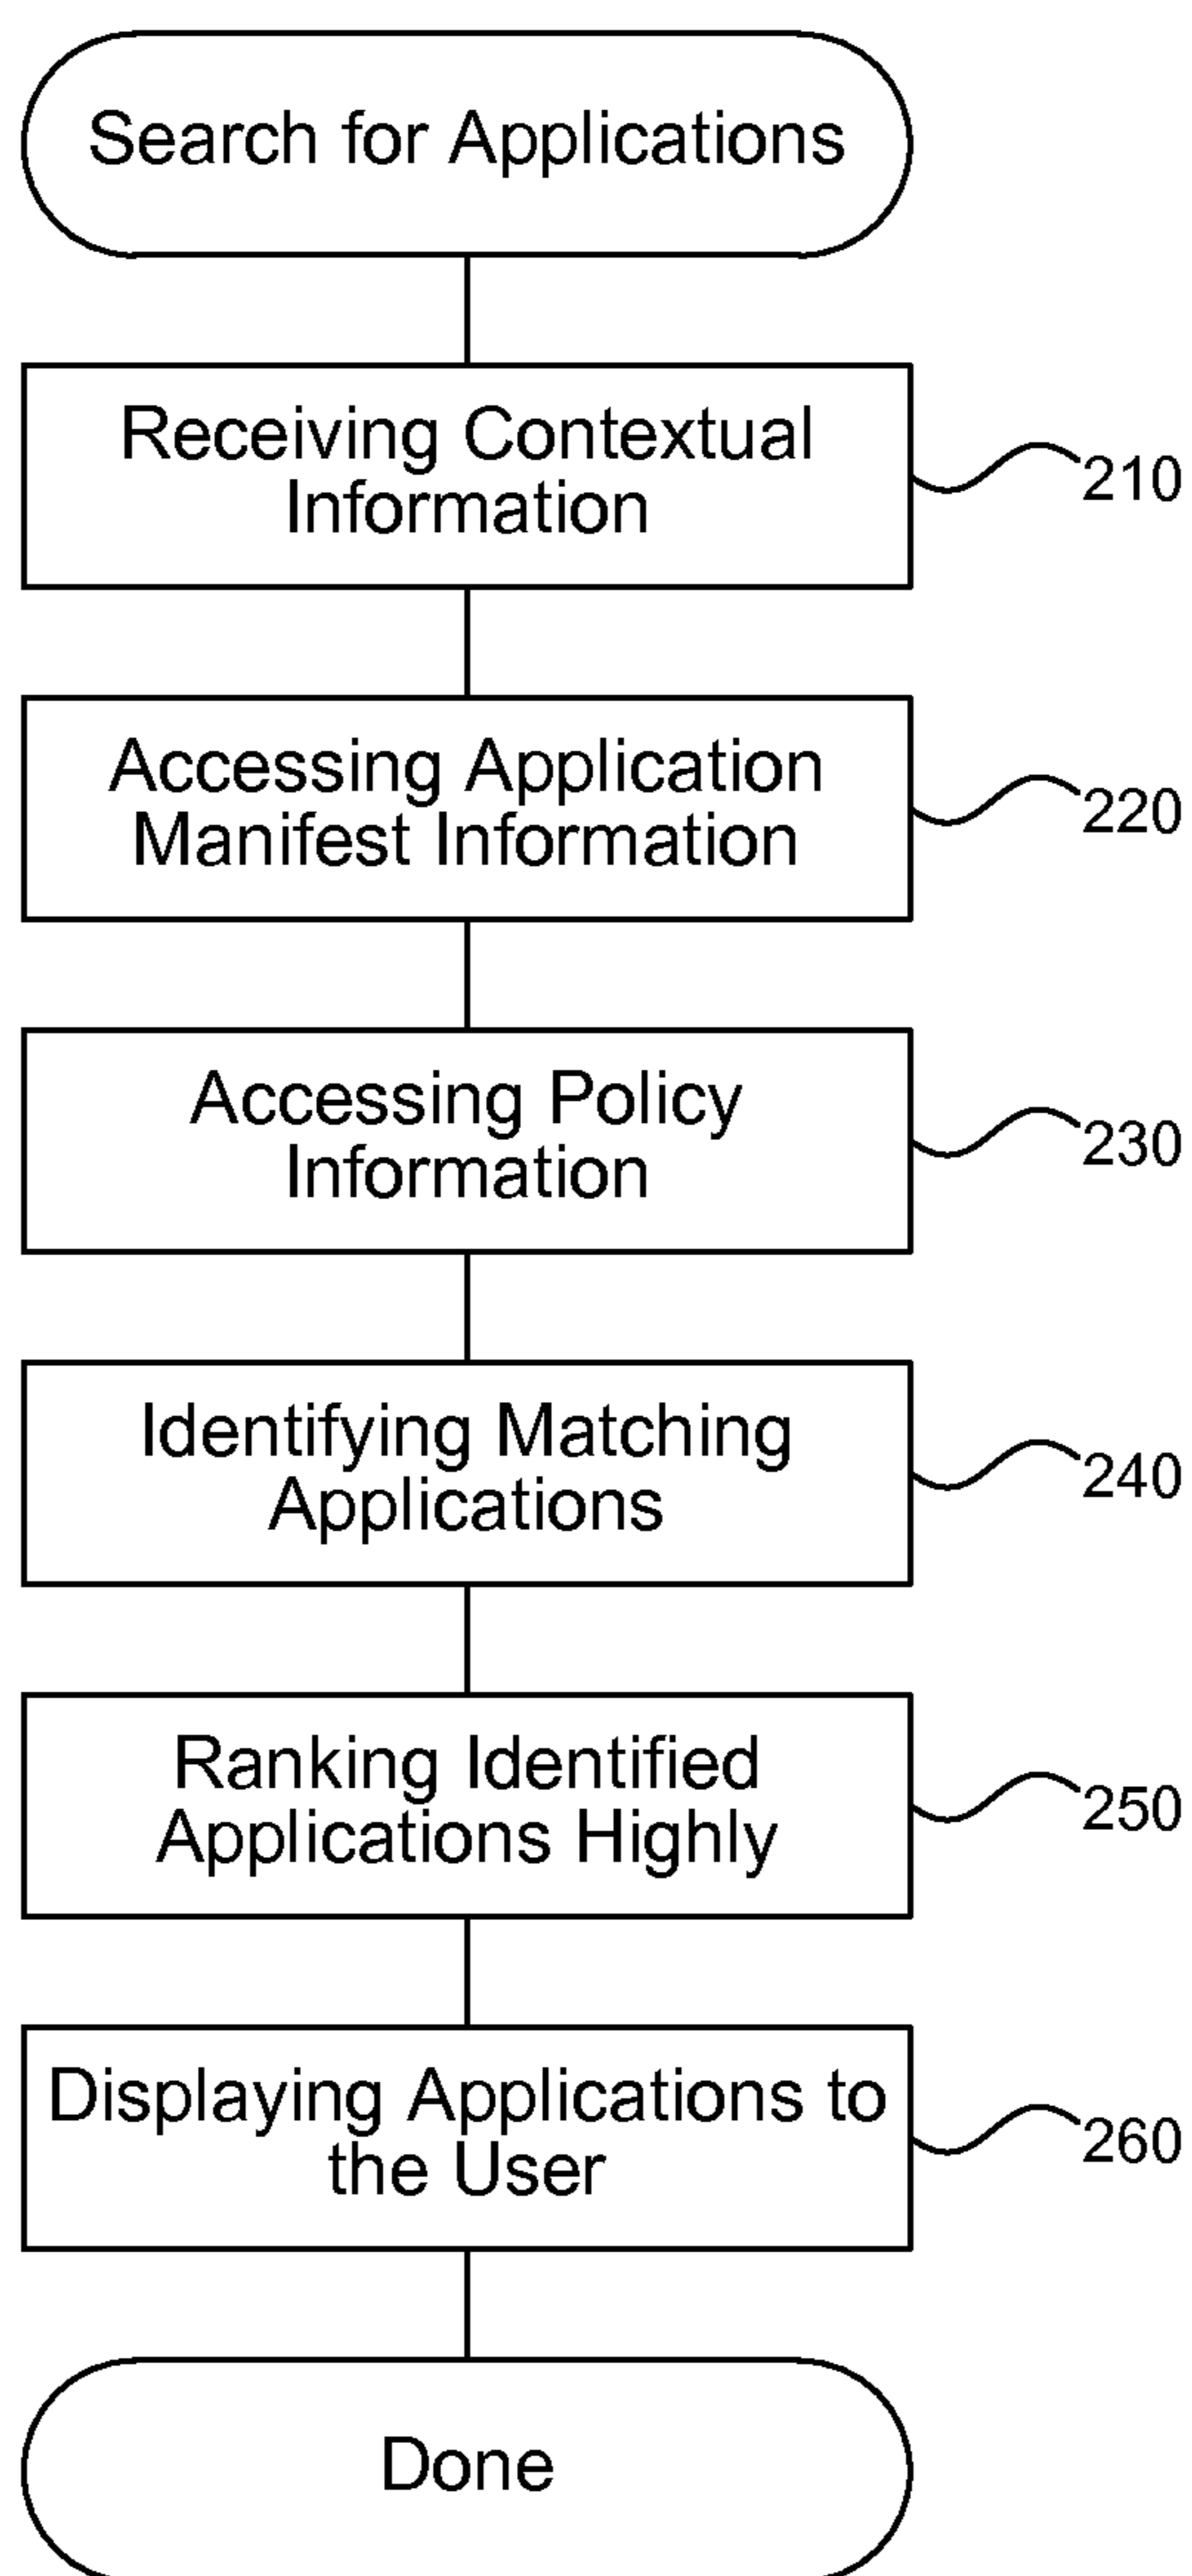 Search for Applications
Receiving Contextual
Information
210
Accessing Application
Manifest Information
220
Accessing Policy
Information
230
Identifying Matching
Applications
240
Ranking Identified
Applications Highly
250
Displaying Applications to
the User
260
Done